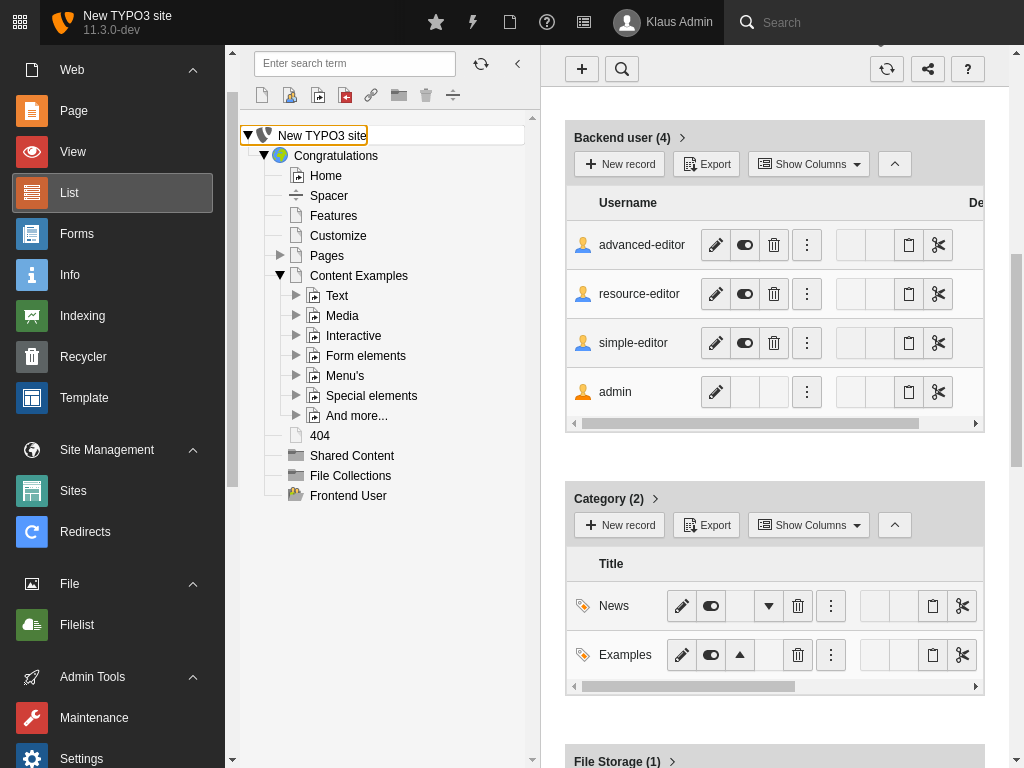 New TYPO3 site
11.3.0-dev
Klaus Admin
Search
Web
Page
View
List
Forms
Info
Indexing
Recycler
Template
Site Management
Sites
Redirects
File
Filelist
Admin Tools
Maintenance
Settings
Enter search term
New TYPO3 site
Congratulations
Home
Spacer
Features
Customize
Pages
Content Examples
Text
Media
Interactive
Form elements
Menu's
Special elements
And more...
404
Shared Content
File Collections
Frontend User
?
Backend user (4)
New record Export Show Columns
Username De
advanced-editor
resource-editor
simple-editor
admin
Category (2)
New record Export Show Columns
Title
News
Examples
File Storage (1)